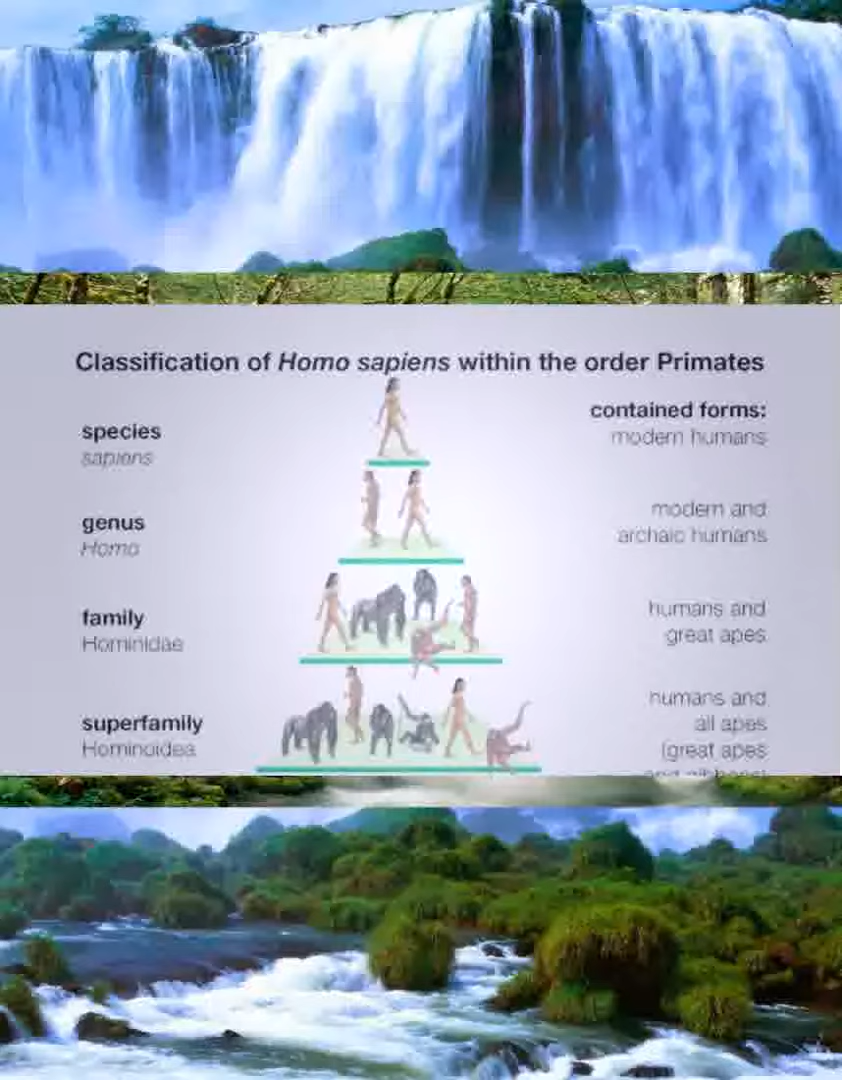 Classification of Homo sapiens within the order Primates
contained forms:
species
sapiens
modern humans
genus
Homo
modern and
archaic humans
family
Hominidae
humans and
great apes
superfamily
Hominoidea
humans and
all apes
(great apes